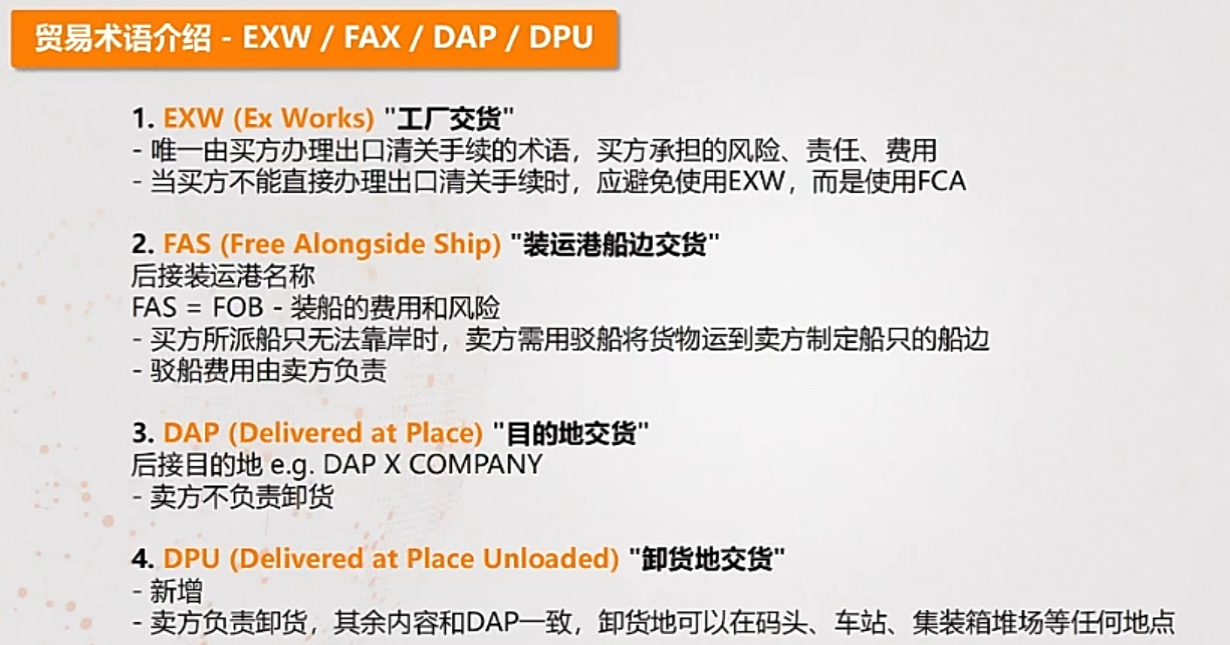 贸易术语介绍 - EXW / FAX / DAP / DPU
1. EXW (Ex Works) "工厂交货"
- 唯一由买方办理出口清关手续的术语，买方承担的风险、责任、费用
- 当买方不能直接办理出口清关手续时，应避免使用EXW，而是使用FCA
2. FAS (Free Alongside Ship) "装运港船边交货"
后接装运港名称
FAS = FOB - 装船的费用和风险
- 买方所派船只无法靠岸时，卖方需用驳船将货物运到卖方制定船只的船边
- 驳船费用由卖方负责
3. DAP (Delivered at Place) "目的地交货"
后接目的地 e.g. DAP X COMPANY
- 卖方不负责卸货
4. DPU (Delivered at Place Unloaded) "卸货地交货"
- 新增
- 卖方负责卸货，其余内容和DAP一致，卸货地可以在码头、车站、集装箱堆场等任何地点